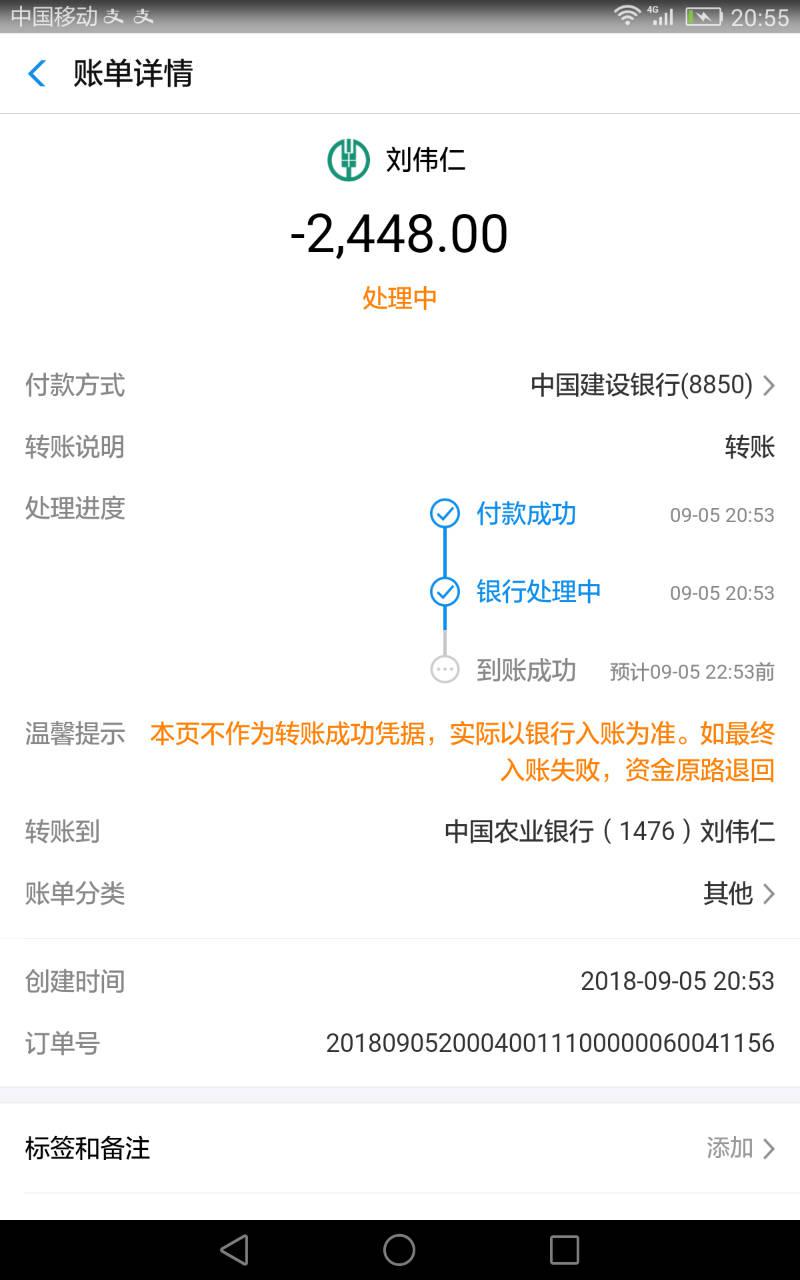 中国移动 20:55
4G
账单详情
刘伟仁
-2,448.00
处理中
付款方式 中国建设银行(8850)
转账说明 转账
处理进度 付款成功 09-05 20:53
银行处理中 09-05 20:53
到账成功 预计09-05 22:53前
温馨提示 本页不作为转账成功凭据，实际以银行入账为准。如最终
入账失败，资金原路退回
转账到 中国农业银行（1476）刘伟仁
账单分类 其他
创建时间 2018-09-05 20:53
订单号 20180905200040011100000060041156
标签和备注 添加